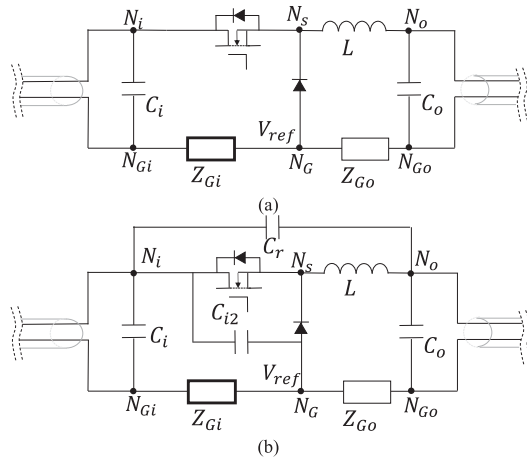 N_i N_s N_o
L
C_i C_o
V_ref
N_Gi N_G N_Go
Z_Gi Z_Go
(a)
C_r
N_i N_s N_o
L
C_i2
C_i C_o
V_ref
N_Gi N_G N_Go
Z_Gi Z_Go
(b)